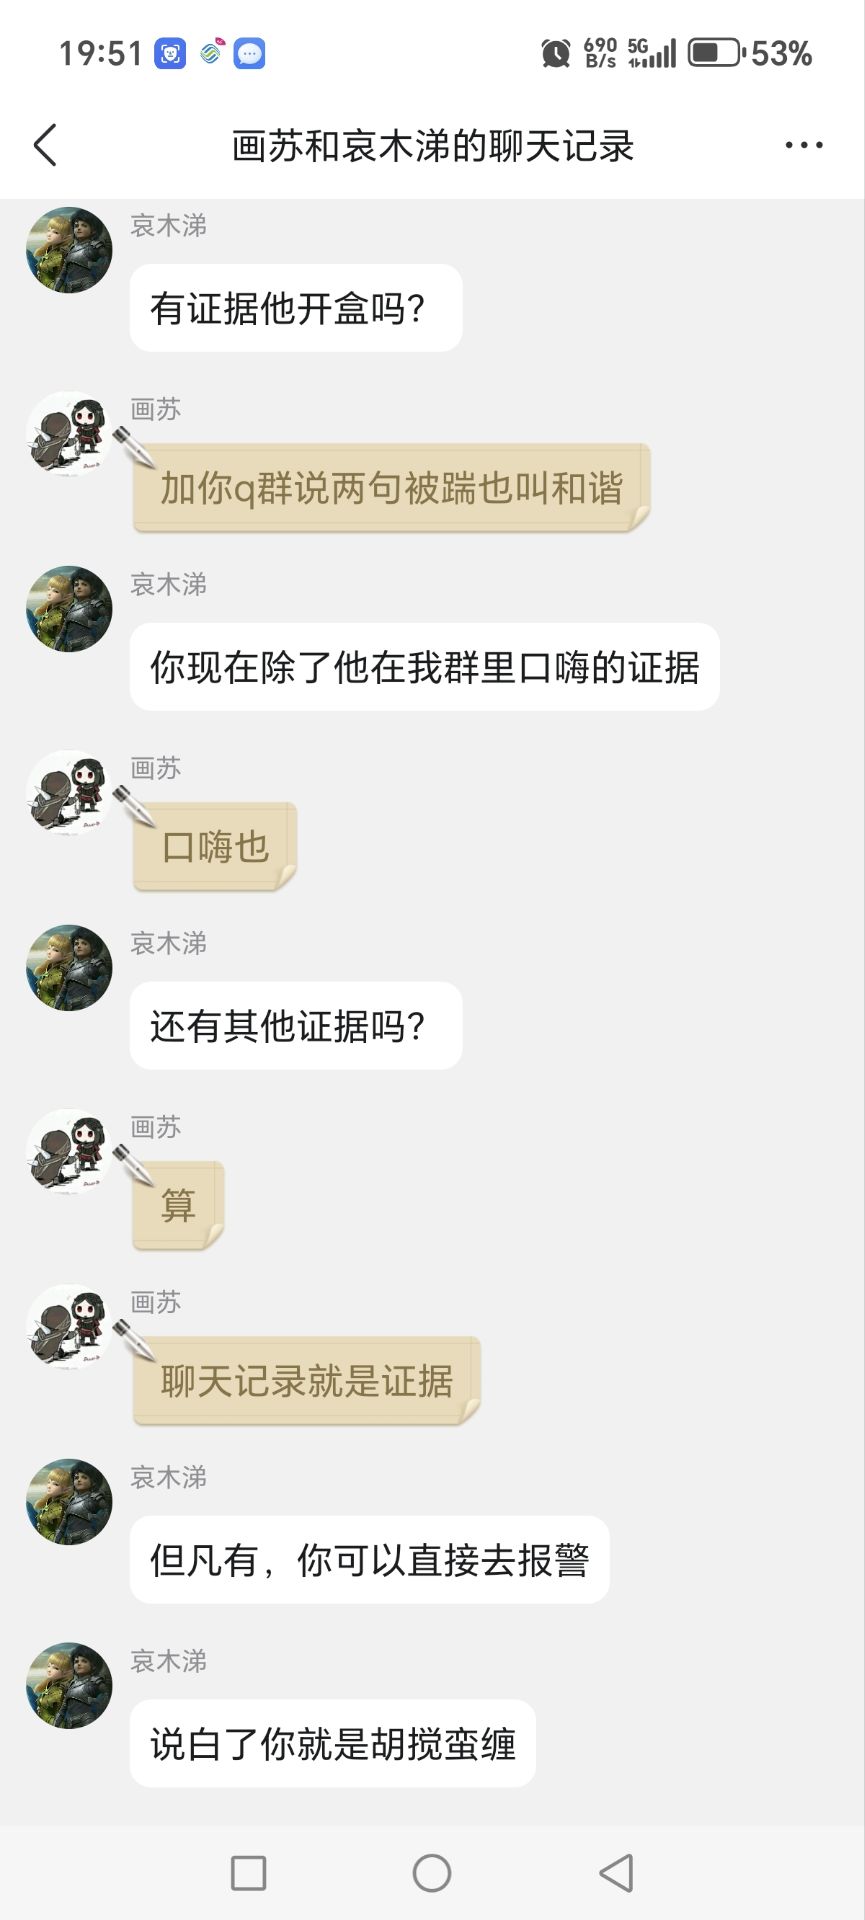 19:51
690 B/s 5G 53%
画苏和哀木涕的聊天记录
哀木涕
有证据他开盒吗？
画苏
加你q群说两句被踹也叫和谐
哀木涕
你现在除了他在我群里口嗨的证据
画苏
口嗨也
哀木涕
还有其他证据吗？
画苏
算
画苏
聊天记录就是证据
哀木涕
但凡有，你可以直接去报警
哀木涕
说白了你就是胡搅蛮缠